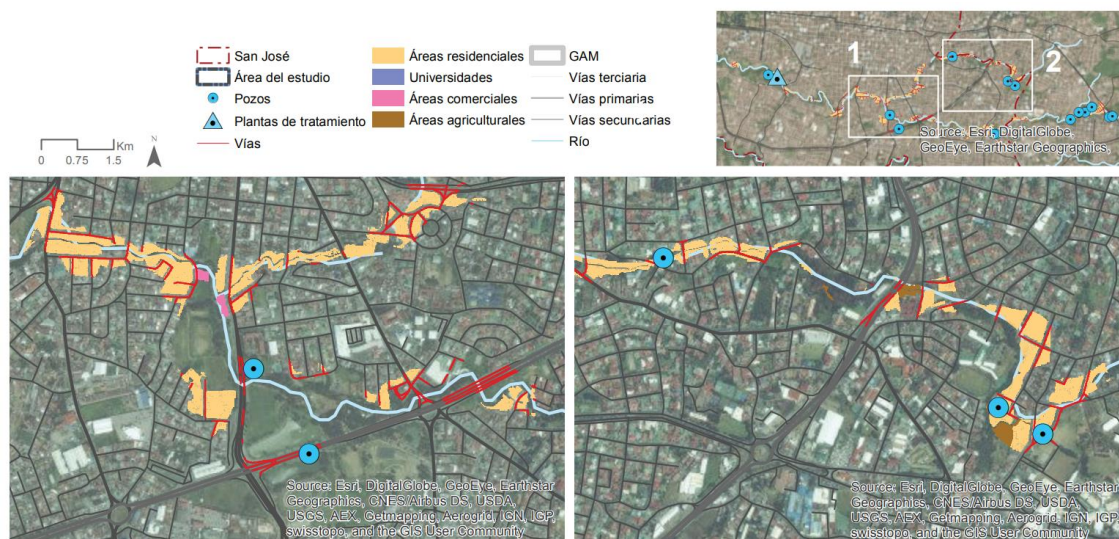 San José
Área del estudio
Pozos
Plantas de tratamiento
Vías
Áreas residenciales
Universidades
Áreas comerciales
Áreas agriculturales
GAM
Vías terciaria
Vías primarias
Vías secuncarias
Río
Km
0 0.75 1.5
N
1
2
Source: Esri, DigitalGlobe,
GeoEye, Earthstar Geographics,
Source: Esri, DigitalGlobe, GeoEye, Earthstar
Geographics, CNES/Airbus DS, USDA,
USGS, AEX, Getmapping, Aerogrid, IGN, IGP,
swisstopo, and the GIS User Community
Source: Esri, DigitalGlobe, GeoEye, Earthstar
Geographics, CNES/Airbus DS, USDA,
USGS, AEX, Getmapping, Aerogrid, IGN, IGP,
swisstopo, and the GIS User Community